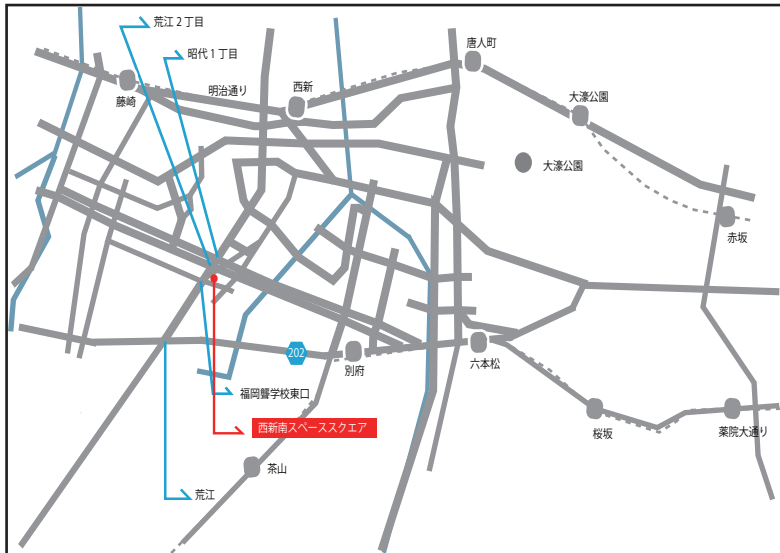 荒江2丁目
昭代1丁目
唐人町
明治通り
西新
藤崎
大濠公園
大濠公園
赤坂
202
別府
六本松
福岡聾学校東口
西新南スペーススクエア
桜坂
薬院大通り
茶山
荒江